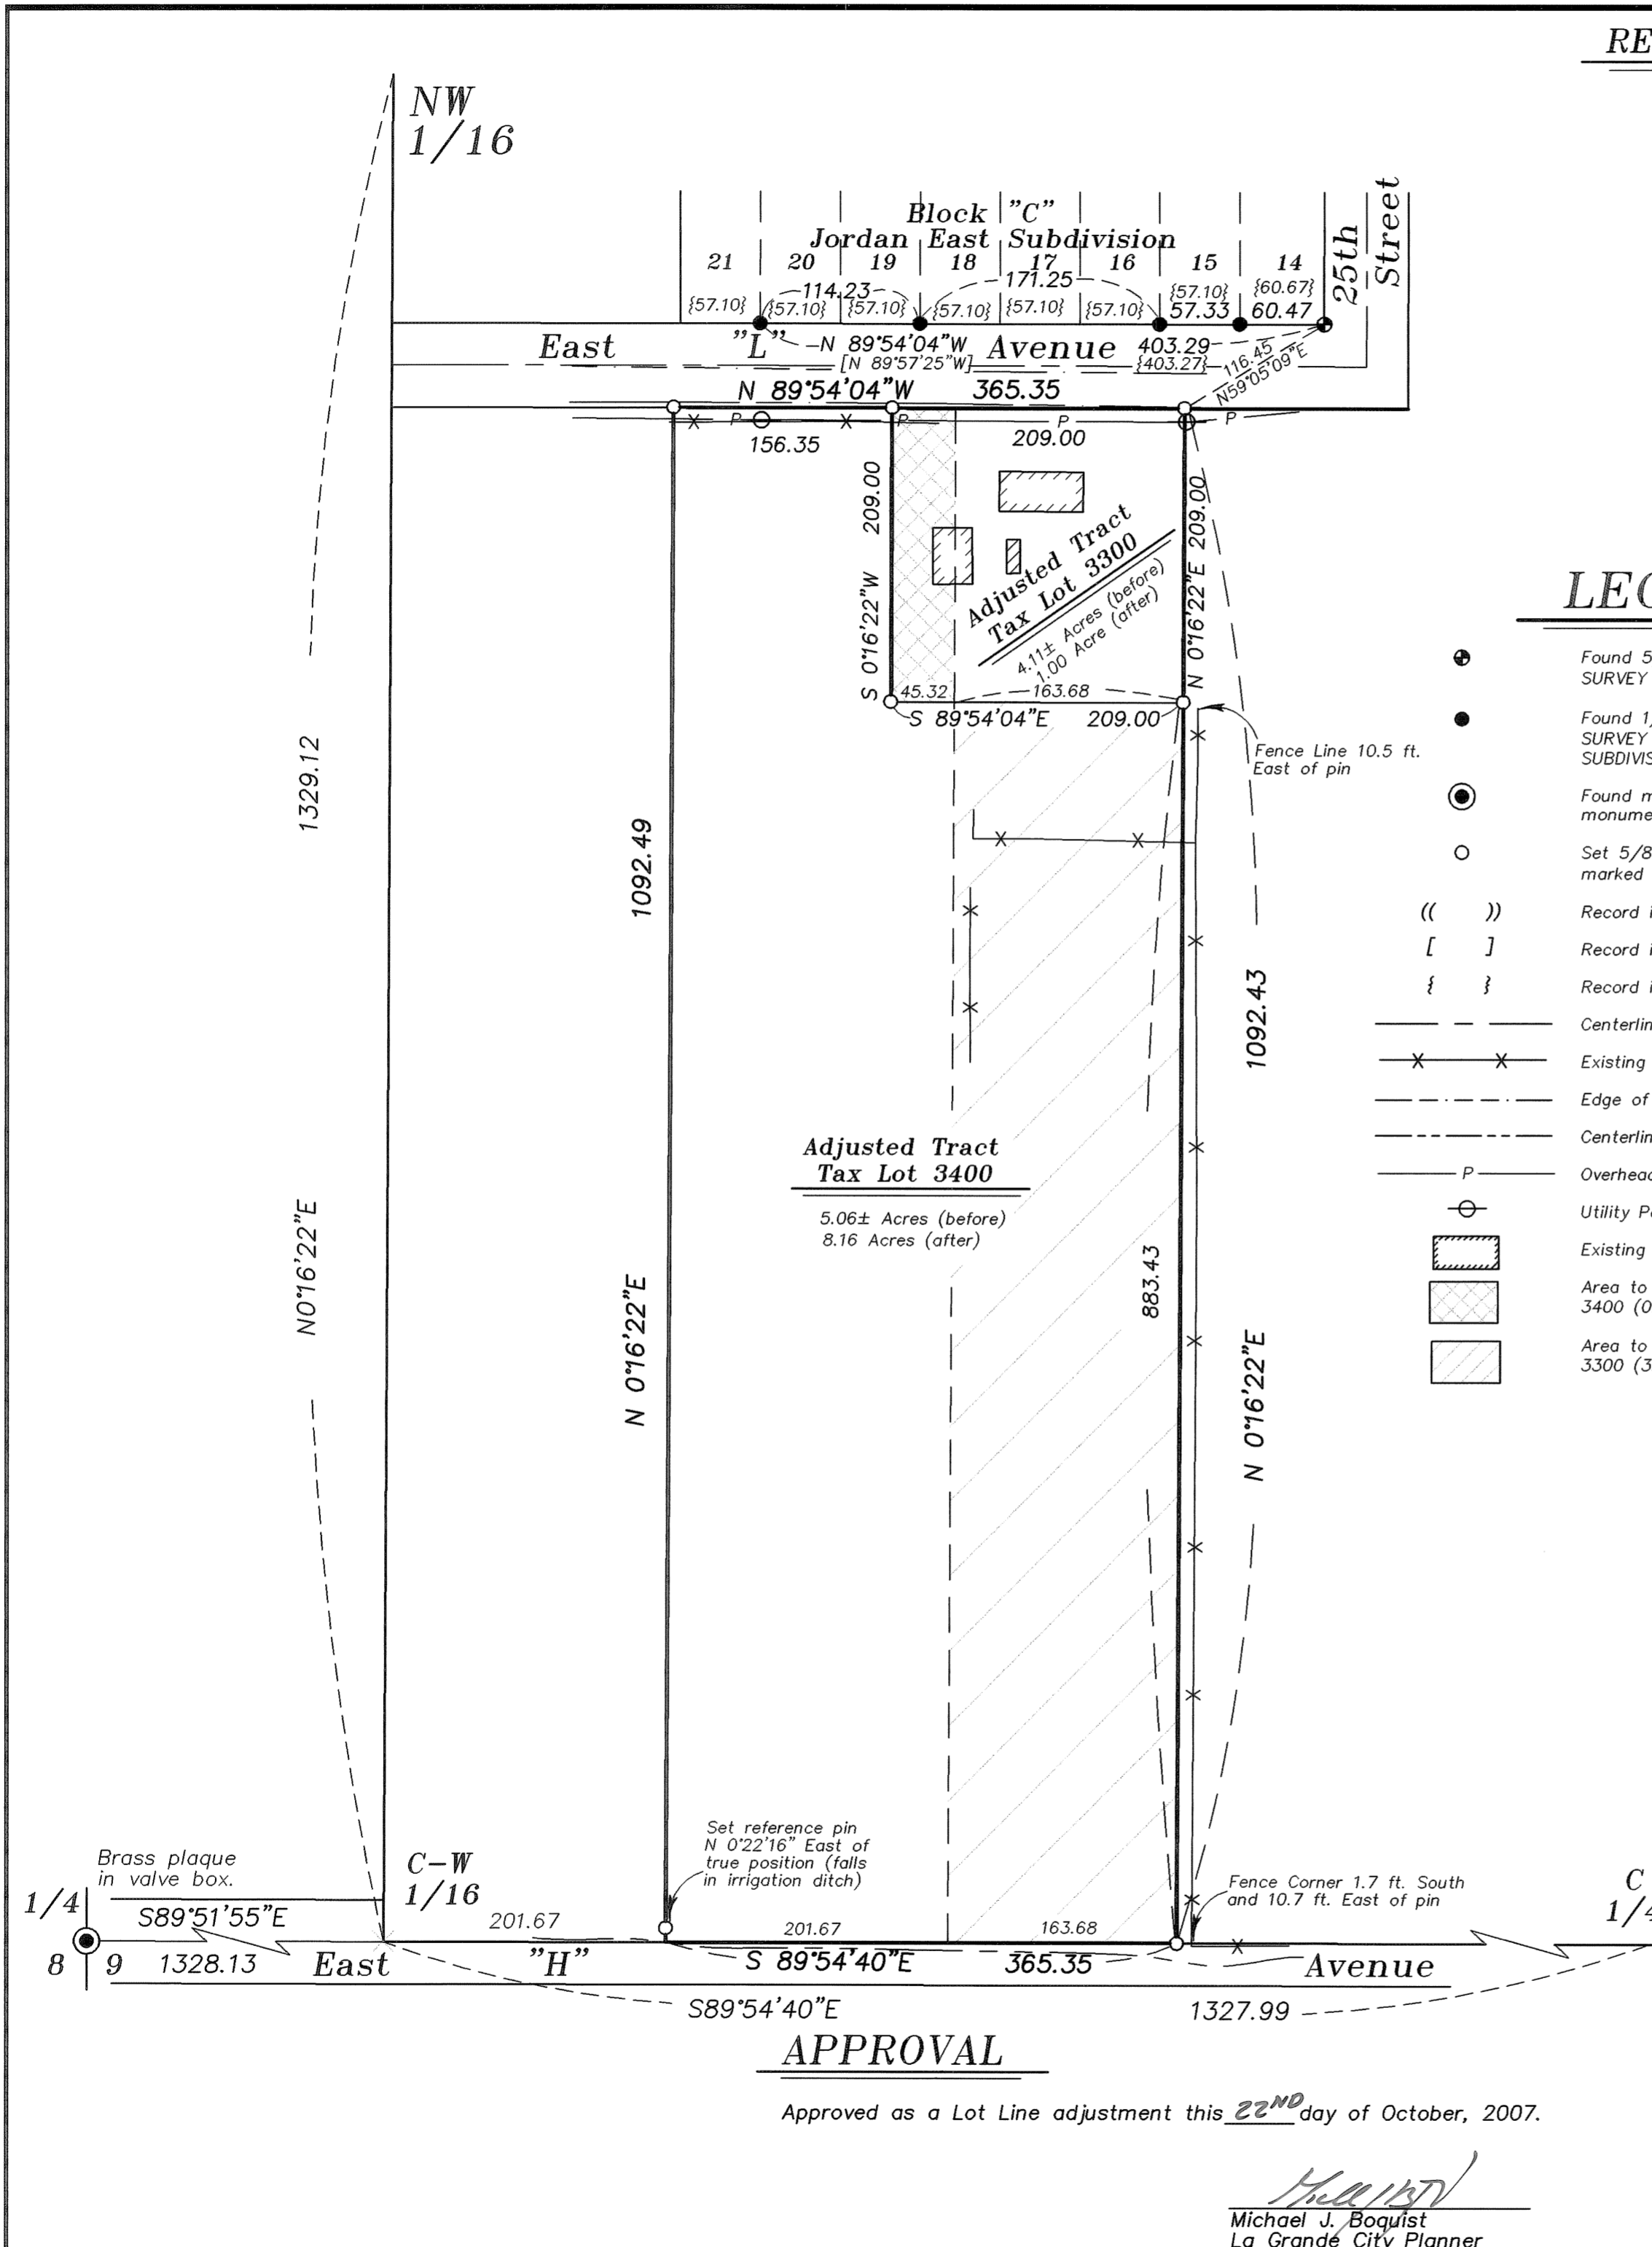 RE
NW
1/16
Block "C"
Jordan East Subdivision
21 20 19 18 17 16 15 14
25th
Street
114.23
171.25
{57.10} {57.10} {57.10} {57.10} {57.10} {57.10} {57.10} {60.67}
57.33 60.47
East "L" Avenue
N 89°54'04"W 403.29
[N 89°57'25"W] {403.27}
116.45
N59°05'09"E
N 89°54'04"W 365.35
P P P P
156.35
209.00
S 0°16'22"W 209.00
N 0°16'22"E 209.00
Adjusted Tract
Tax Lot 3300
4.11± Acres (before)
1.00 Acre (after)
45.32 163.68
S 89°54'04"E 209.00
Fence Line 10.5 ft.
East of pin
LEG
Found 5
SURVEY
Found 1/
SURVEY
SUBDIVIS
Found m
monume
Set 5/8
marked
(( )) Record i
[ ] Record i
{ } Record i
Centerlin
Existing
Edge of
Centerlin
P Overhead
Utility Po
Existing
Area to
3400 (0
Area to
3300 (3
1329.12
N0°16'22"E
1092.49
N 0°16'22"E
1092.43
N 0°16'22"E
883.43
Adjusted Tract
Tax Lot 3400
5.06± Acres (before)
8.16 Acres (after)
Set reference pin
N 0°22'16" East of
true position (falls
in irrigation ditch)
Fence Corner 1.7 ft. South
and 10.7 ft. East of pin
Brass plaque
in valve box.
C-W
1/16
C
1/4
1/4
S89°51'55"E
201.67
201.67 163.68
8 9 1328.13
East "H" Avenue
S 89°54'40"E 365.35
S89°54'40"E 1327.99
APPROVAL
Approved as a Lot Line adjustment this 22ND day of October, 2007.
Michael J. Boquist
La Grande City Planner